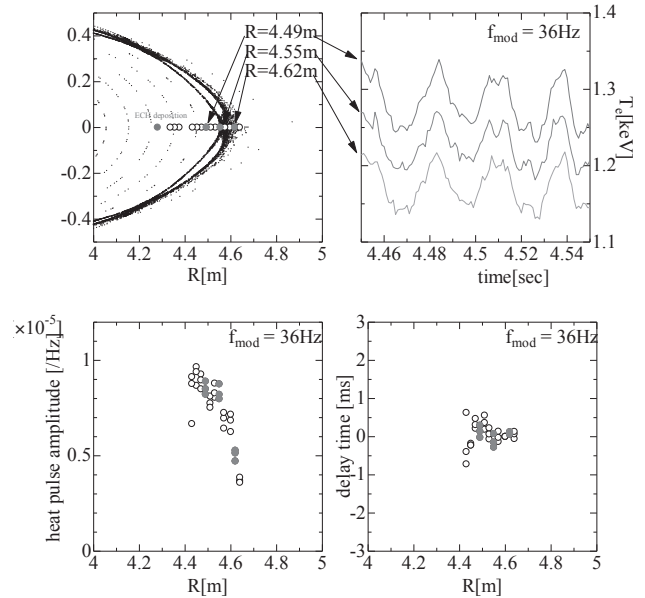 0.4
0.2
0
-0.2
-0.4
4 4.2 4.4 4.6 4.8 5
R[m]
ECH deposition
R=4.49m
R=4.55m
R=4.62m
f_mod = 36Hz
1.4
1.3
1.2
1.1
T_e[keV]
4.46 4.48 4.50 4.52 4.54
time[sec]
[×10^-5]
heat pulse amplitude [/Hz]
f_mod = 36Hz
1
0.5
0
4 4.2 4.4 4.6 4.8 5
R[m]
delay time [ms]
f_mod = 36Hz
3
2
1
0
-1
-2
-3
4 4.2 4.4 4.6 4.8 5
R[m]